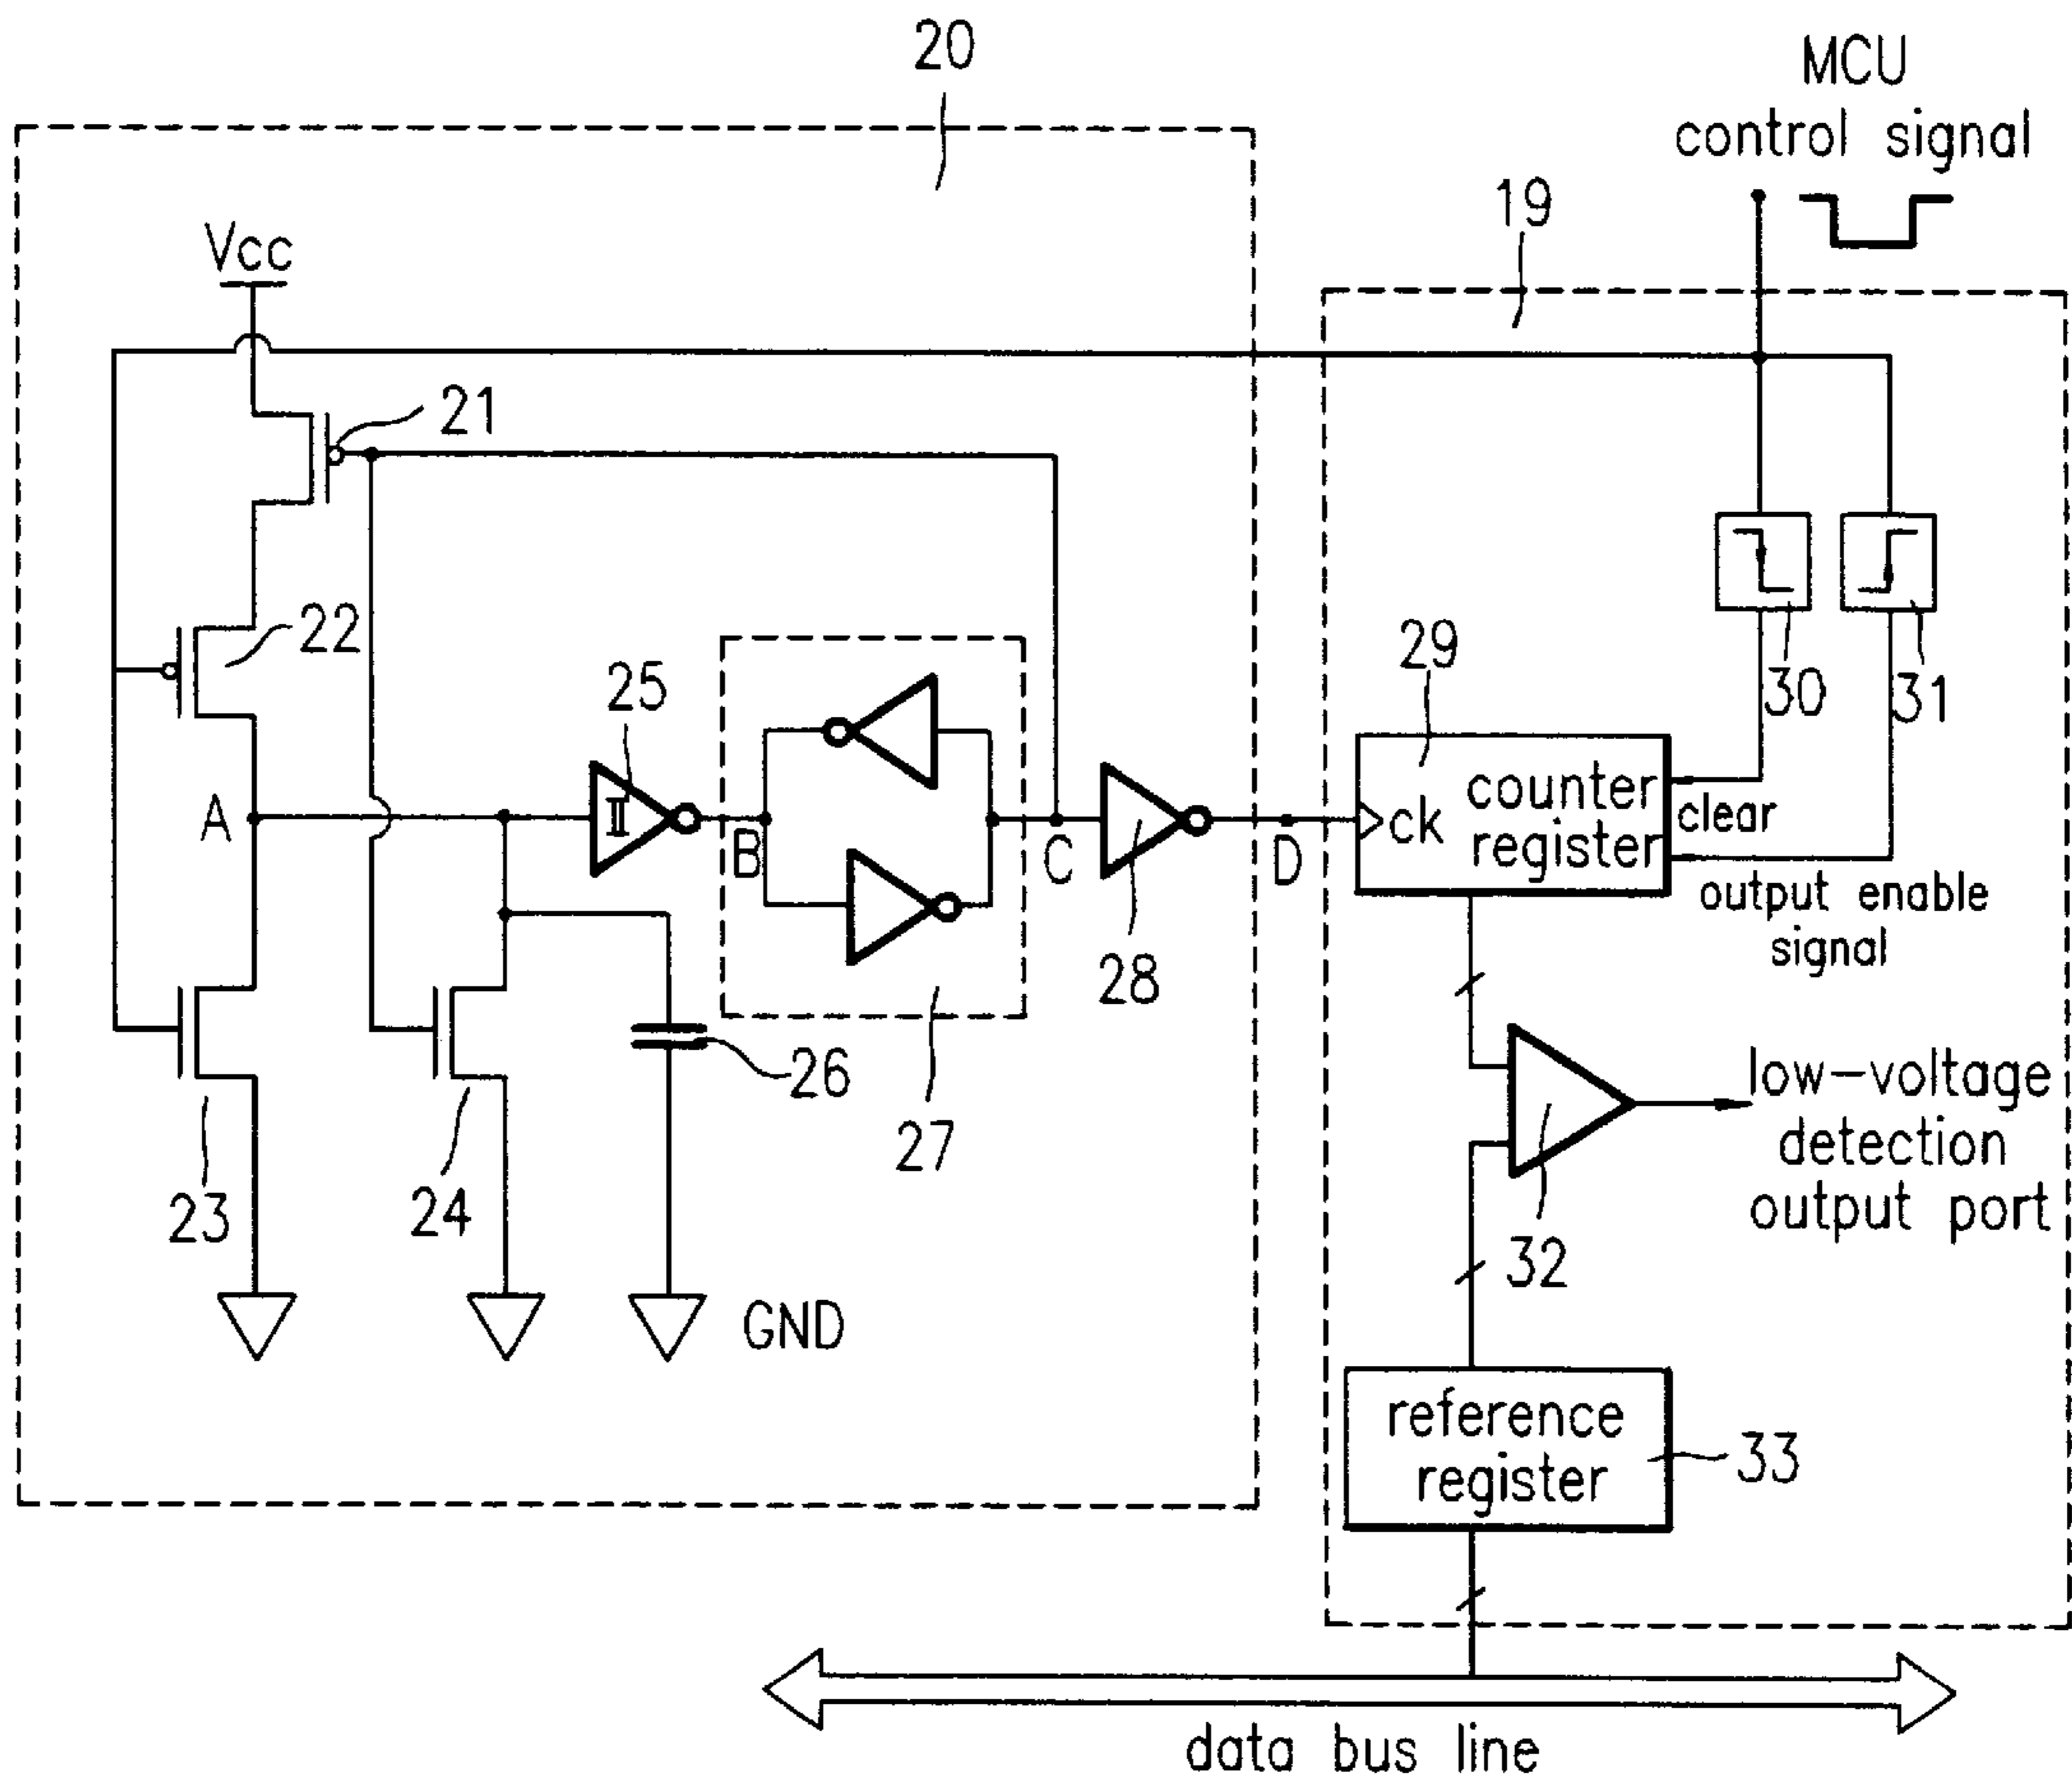 20
MCU
control signal
19
Vcc
21
22
25
29
30
31
A
II
B
C
28
D
ck
counter
register
clear
output enable
signal
26
27
23
24
GND
32
low-voltage
detection
output port
reference
register
33
data bus line